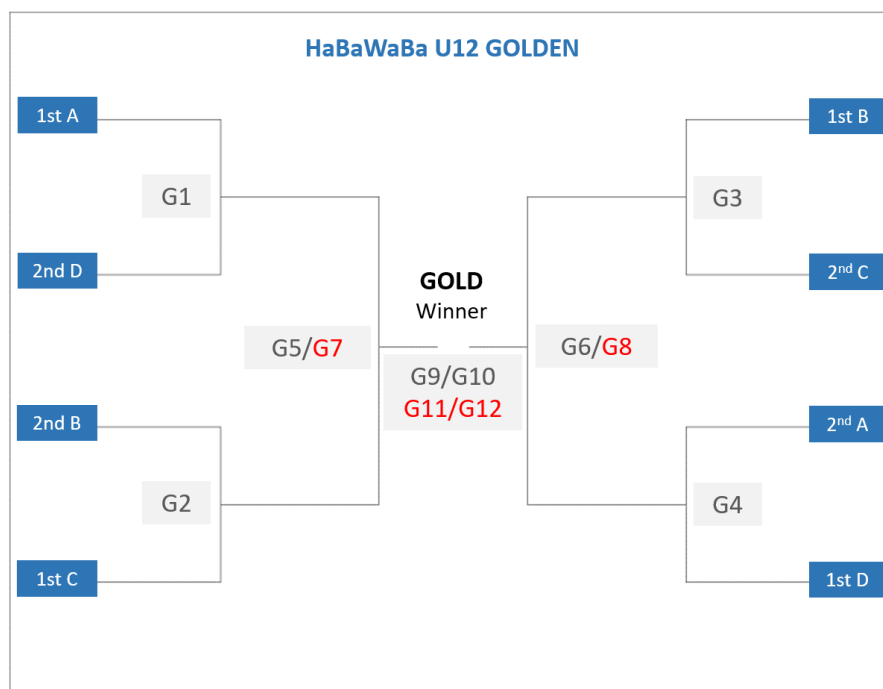 HaBaWaBa U12 GOLDEN
1st A
1st B
G1
G3
2nd D
2nd C
GOLD
Winner
G5/G7
G6/G8
G9/G10
G11/G12
2nd B
2nd A
G2
G4
1st C
1st D